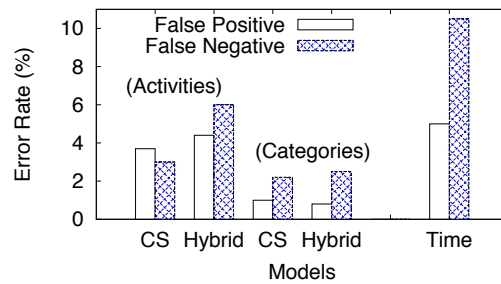 False Positive
False Negative
10
8
6
4
2
0
Error Rate (%)
(Activities)
(Categories)
CS Hybrid CS Hybrid Time
Models